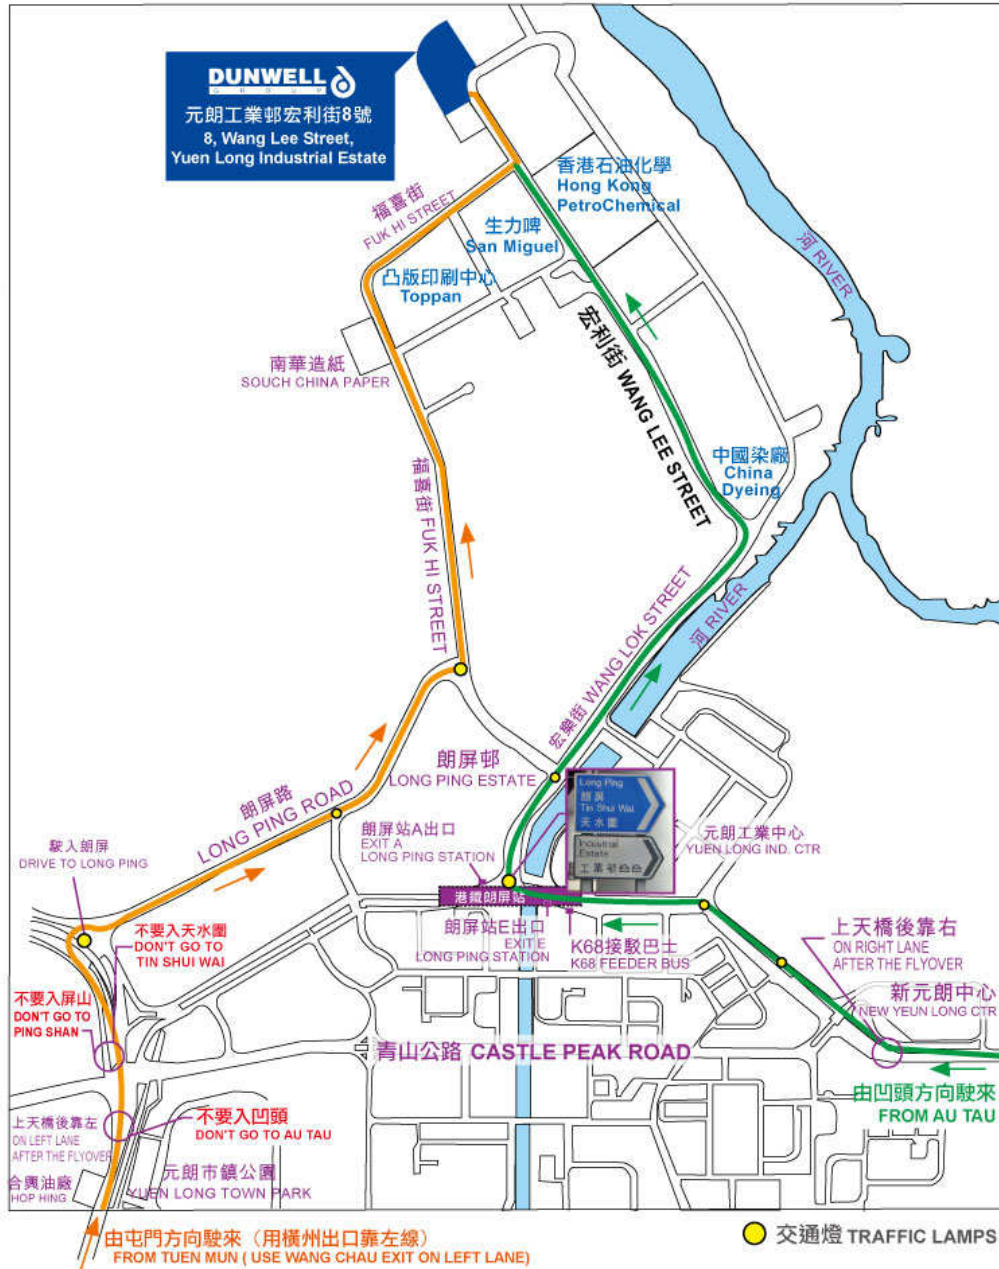 DUNWELL
GROUP
元朗工業邨宏利街8號
8, Wang Lee Street,
Yuen Long Industrial Estate
福喜街
FUK HI STREET
香港石油化學
Hong Kong
PetroChemical
生力啤
San Miguel
凸版印刷中心
Toppan
河 RIVER
南華造紙
SOUCH CHINA PAPER
宏利街 WANG LEE STREET
中國染廠
China
Dyeing
福喜街 FUK HI STREET
宏樂街 WANG LOK STREET
河 RIVER
朗屏邨
LONG PING ESTATE
朗屏路
LONG PING ROAD
Long Ping
朗屏
Tin Shui Wai
天水圍
Industrial
Estate
工業邨
元朗工業中心
YUEN LONG IND. CTR
朗屏站A出口
EXIT A
LONG PING STATION
駛入朗屏
DRIVE TO LONG PING
港鐵朗屏站
朗屏站E出口
EXIT E
LONG PING STATION
K68接駁巴士
K68 FEEDER BUS
上天橋後靠右
ON RIGHT LANE
AFTER THE FLYOVER
不要入天水圍
DON'T GO TO
TIN SHUI WAI
不要入屏山
DON'T GO TO
PING SHAN
新元朗中心
NEW YEUN LONG CTR
青山公路 CASTLE PEAK ROAD
由凹頭方向駛來
FROM AU TAU
上天橋後靠左
ON LEFT LANE
AFTER THE FLYOVER
不要入凹頭
DON'T GO TO AU TAU
合興油廠
HOP HING
元朗市鎮公園
YUEN LONG TOWN PARK
由屯門方向駛來（用橫州出口靠左線）
FROM TUEN MUN ( USE WANG CHAU EXIT ON LEFT LANE)
交通燈 TRAFFIC LAMPS